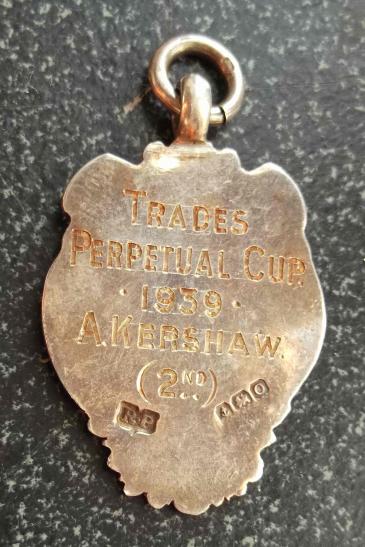 TRADES
PERPETUAL CUP.
· 1939 ·
A. KERSHAW.
(2ND)
R.P